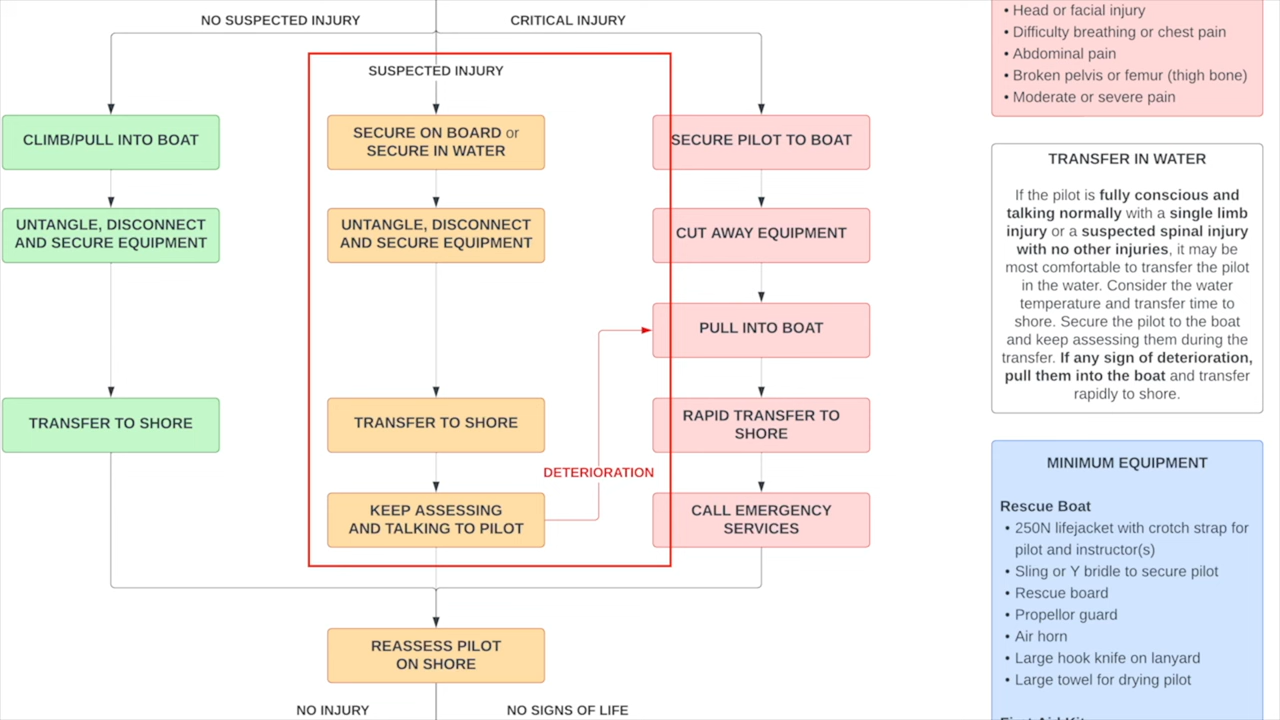 NO SUSPECTED INJURY
CRITICAL INJURY
SUSPECTED INJURY
CLIMB/PULL INTO BOAT
SECURE ON BOARD or
SECURE IN WATER
SECURE PILOT TO BOAT
UNTANGLE, DISCONNECT
AND SECURE EQUIPMENT
UNTANGLE, DISCONNECT
AND SECURE EQUIPMENT
CUT AWAY EQUIPMENT
PULL INTO BOAT
TRANSFER TO SHORE
TRANSFER TO SHORE
RAPID TRANSFER TO
SHORE
DETERIORATION
KEEP ASSESSING
AND TALKING TO PILOT
CALL EMERGENCY
SERVICES
REASSESS PILOT
ON SHORE
NO INJURY
NO SIGNS OF LIFE
• Head or facial injury
• Difficulty breathing or chest pain
• Abdominal pain
• Broken pelvis or femur (thigh bone)
• Moderate or severe pain
TRANSFER IN WATER
If the pilot is fully conscious and
talking normally with a single limb
injury or a suspected spinal injury
with no other injuries, it may be
most comfortable to transfer the pilot
in the water. Consider the water
temperature and transfer time to
shore. Secure the pilot to the boat
and keep assessing them during the
transfer. If any sign of deterioration,
pull them into the boat and transfer
rapidly to shore.
MINIMUM EQUIPMENT
Rescue Boat
• 250N lifejacket with crotch strap for
pilot and instructor(s)
• Sling or Y bridle to secure pilot
• Rescue board
• Propellor guard
• Air horn
• Large hook knife on lanyard
• Large towel for drying pilot
First Aid Kit